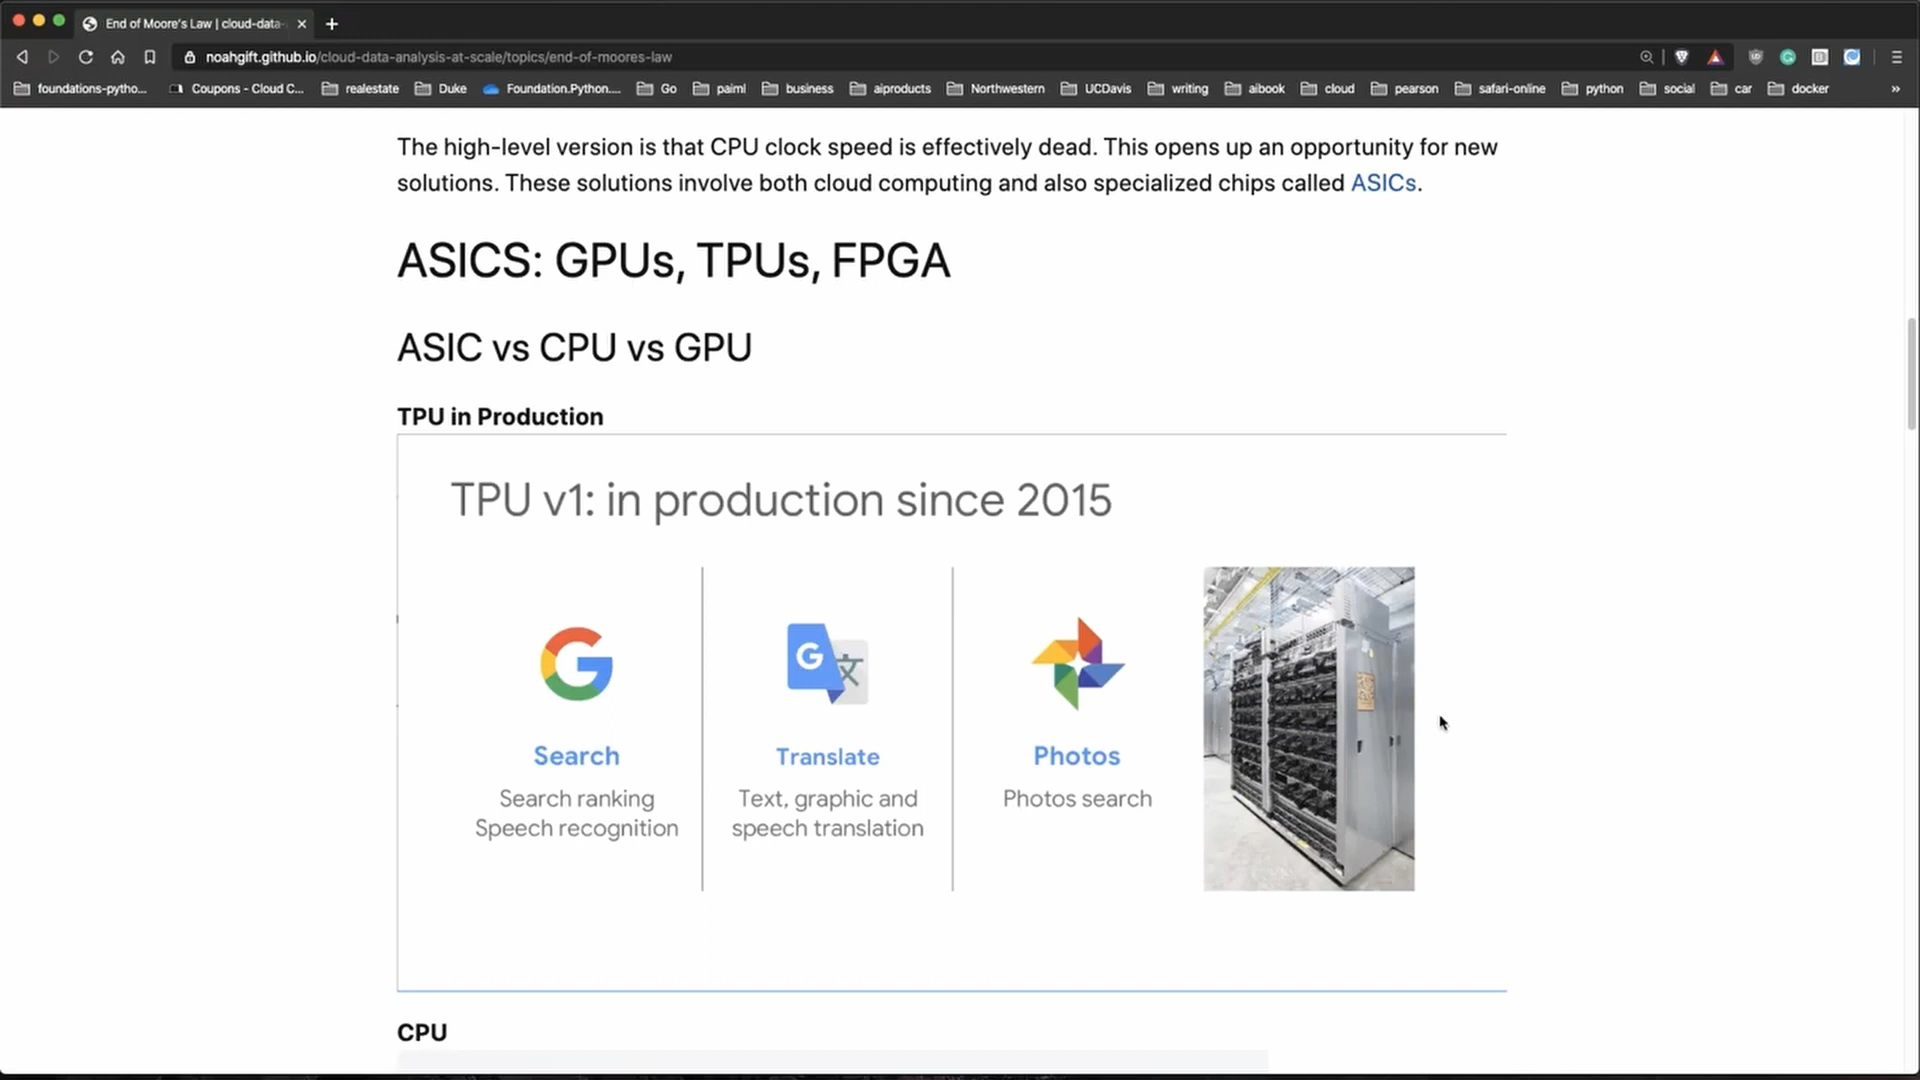 End of Moore's Law | cloud-data-
noahgift.github.io/cloud-data-analysis-at-scale/topics/end-of-moores-law
foundations-pytho... Coupons - Cloud C... realestate Duke Foundation.Python.... Go paiml business aiproducts Northwestern UCDavis writing aibook cloud pearson safari-online python social car docker »
The high-level version is that CPU clock speed is effectively dead. This opens up an opportunity for new
solutions. These solutions involve both cloud computing and also specialized chips called ASICs.
ASICS: GPUs, TPUs, FPGA
ASIC vs CPU vs GPU
TPU in Production
TPU v1: in production since 2015
Search
Search ranking
Speech recognition
G 文
Translate
Text, graphic and
speech translation
Photos
Photos search
CPU